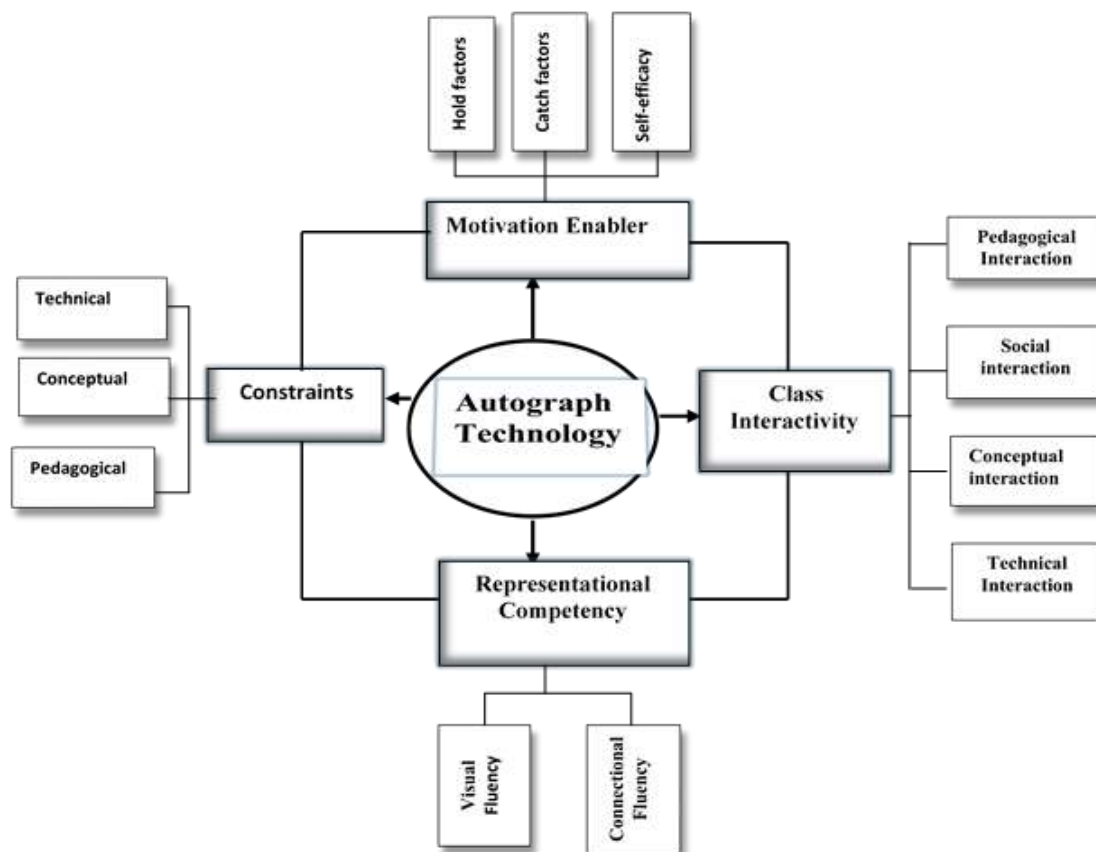 Hold factors
Catch factors
Self-efficacy
Motivation Enabler
Technical
Conceptual
Pedagogical
Constraints
Autograph
Technology
Class
Interactivity
Pedagogical
Interaction
Social
interaction
Conceptual
interaction
Technical
Interaction
Representational
Competency
Visual
Fluency
Connectional
Fluency